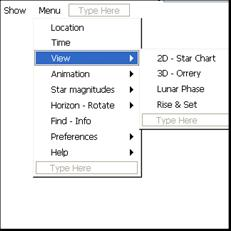 Show Menu Type Here
Location
Time
View
2D - Star Chart
3D - Orrery
Lunar Phase
Rise & Set
Type Here
Animation
Star magnitudes
Horizon - Rotate
Find - Info
Preferences
Help
Type Here